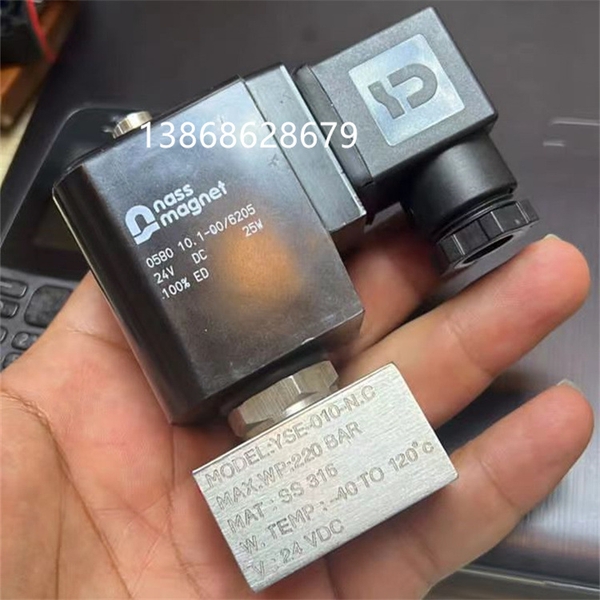 13868628679
nass
magnet
0580 10.1-00/6205
24V DC 25W
100% ED
MODEL:YSE-010-N.C
MAX.WP:220 BAR
MAT : SS 316
W. TEMP : -40 TO 120°C
V : 24 VDC